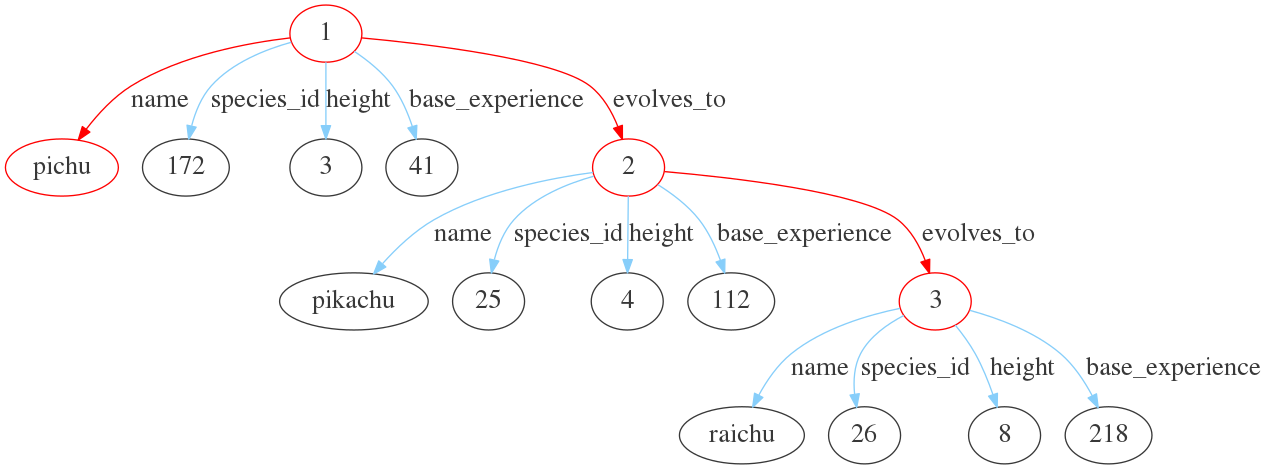 1
name species_id height base_experience evolves_to
pichu 172 3 41 2
name species_id height base_experience evolves_to
pikachu 25 4 112 3
name species_id height base_experience
raichu 26 8 218